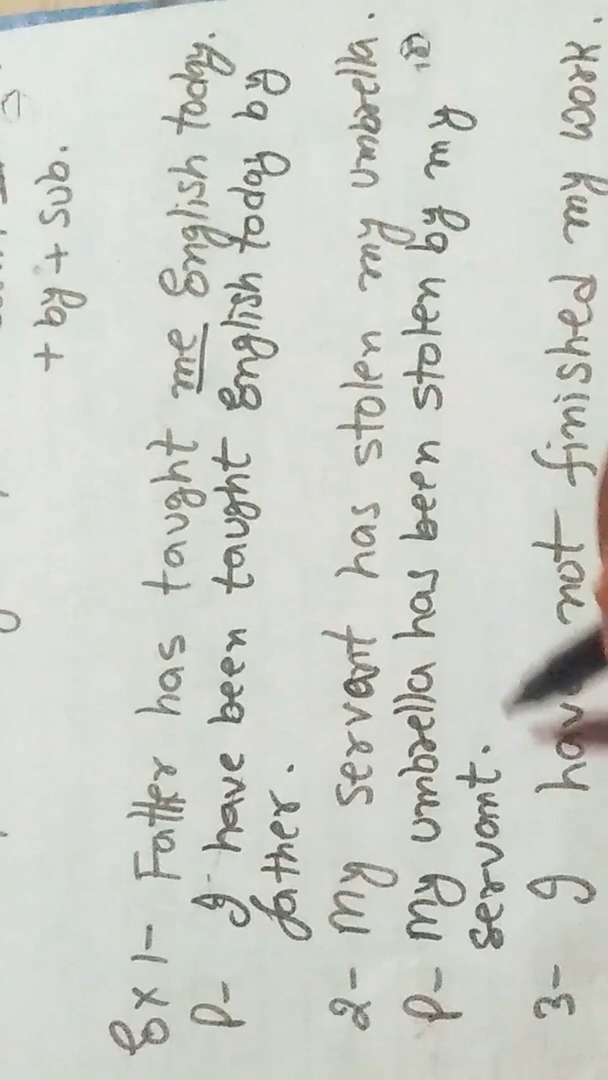 + by + sub.
Ex 1- Father has taught me English today.
P- I have been taught English today by
father.
2- My servant has stolen my umbrella.
P- My umbrella has been stolen by my
servant.
3- I have not finished my work.